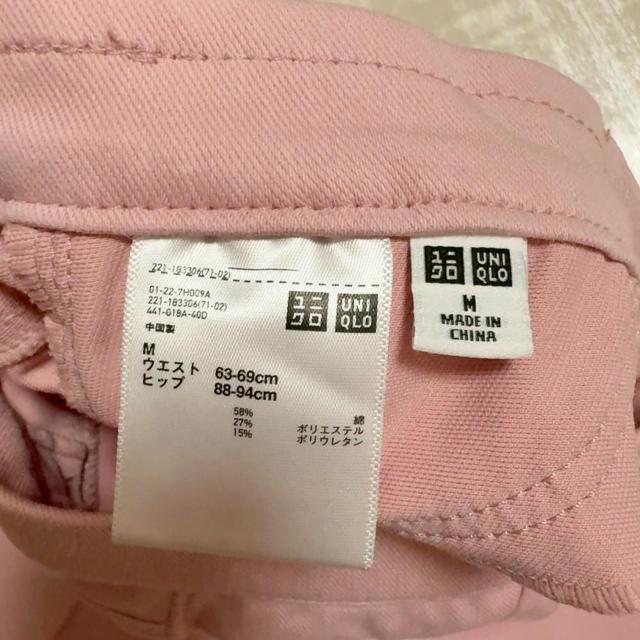 221-183306(71-02)
01-22-7H009A
221-183306(71-02)
441-018A-40D
中国製
ユニクロ
UNIQLO
M
ウエスト 63-69cm
ヒップ 88-94cm
58% 綿
27% ポリエステル
15% ポリウレタン
ユニクロ
UNIQLO
M
MADE IN
CHINA